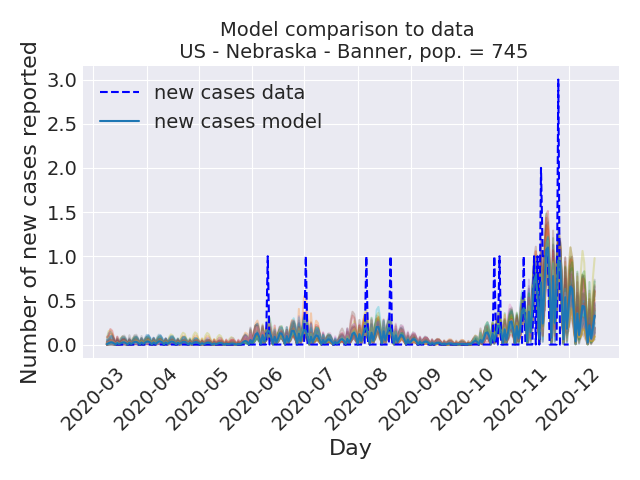 Model comparison to data
US - Nebraska - Banner, pop. = 745
Number of new cases reported
3.0
2.5
2.0
1.5
1.0
0.5
0.0
new cases data
new cases model
2020-03
2020-04
2020-05
2020-06
2020-07
2020-08
2020-09
2020-10
2020-11
2020-12
Day